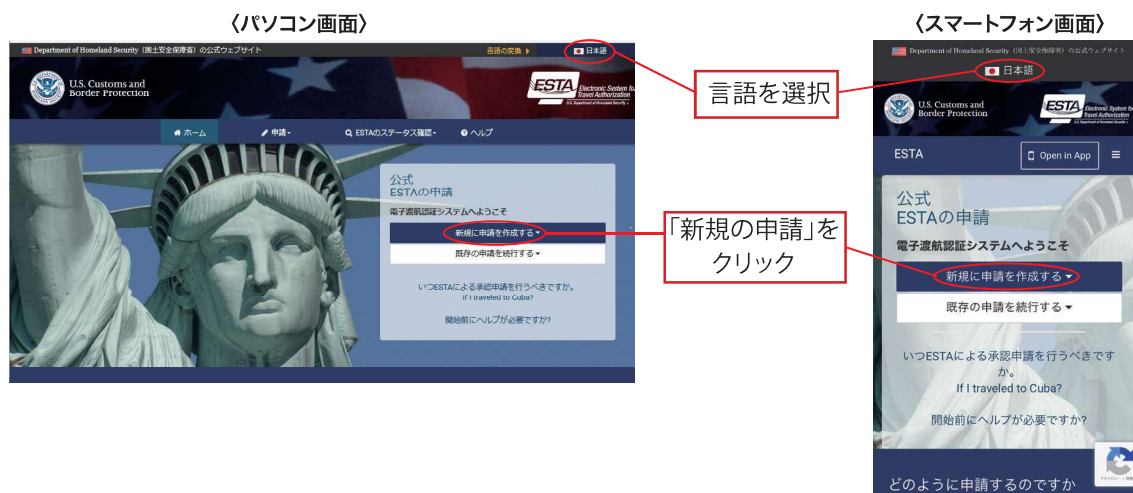 〈パソコン画面〉
Department of Homeland Security（国土安全保障省）の公式ウェブサイト
言語の変換
日本語
U.S. Customs and
Border Protection
ESTA
Electronic System for
Travel Authorization
U.S. Department of Homeland Security
ホーム
申請
ESTAのステータス確認
ヘルプ
公式
ESTAの申請
電子渡航認証システムへようこそ
新規に申請を作成する
既存の申請を続行する
いつESTAによる承認申請を行うべきですか。
If I traveled to Cuba?
開始前にヘルプが必要ですか?
言語を選択
「新規の申請」を
クリック
〈スマートフォン画面〉
Department of Homeland Security（国土安全保障省）の公式ウェブサイト
日本語
U.S. Customs and
Border Protection
ESTA
Electronic System for
Travel Authorization
U.S. Department of Homeland Security
ESTA
Open in App
公式
ESTAの申請
電子渡航認証システムへようこそ
新規に申請を作成する
既存の申請を続行する
いつESTAによる承認申請を行うべきです
か。
If I traveled to Cuba?
開始前にヘルプが必要ですか?
どのように申請するのですか